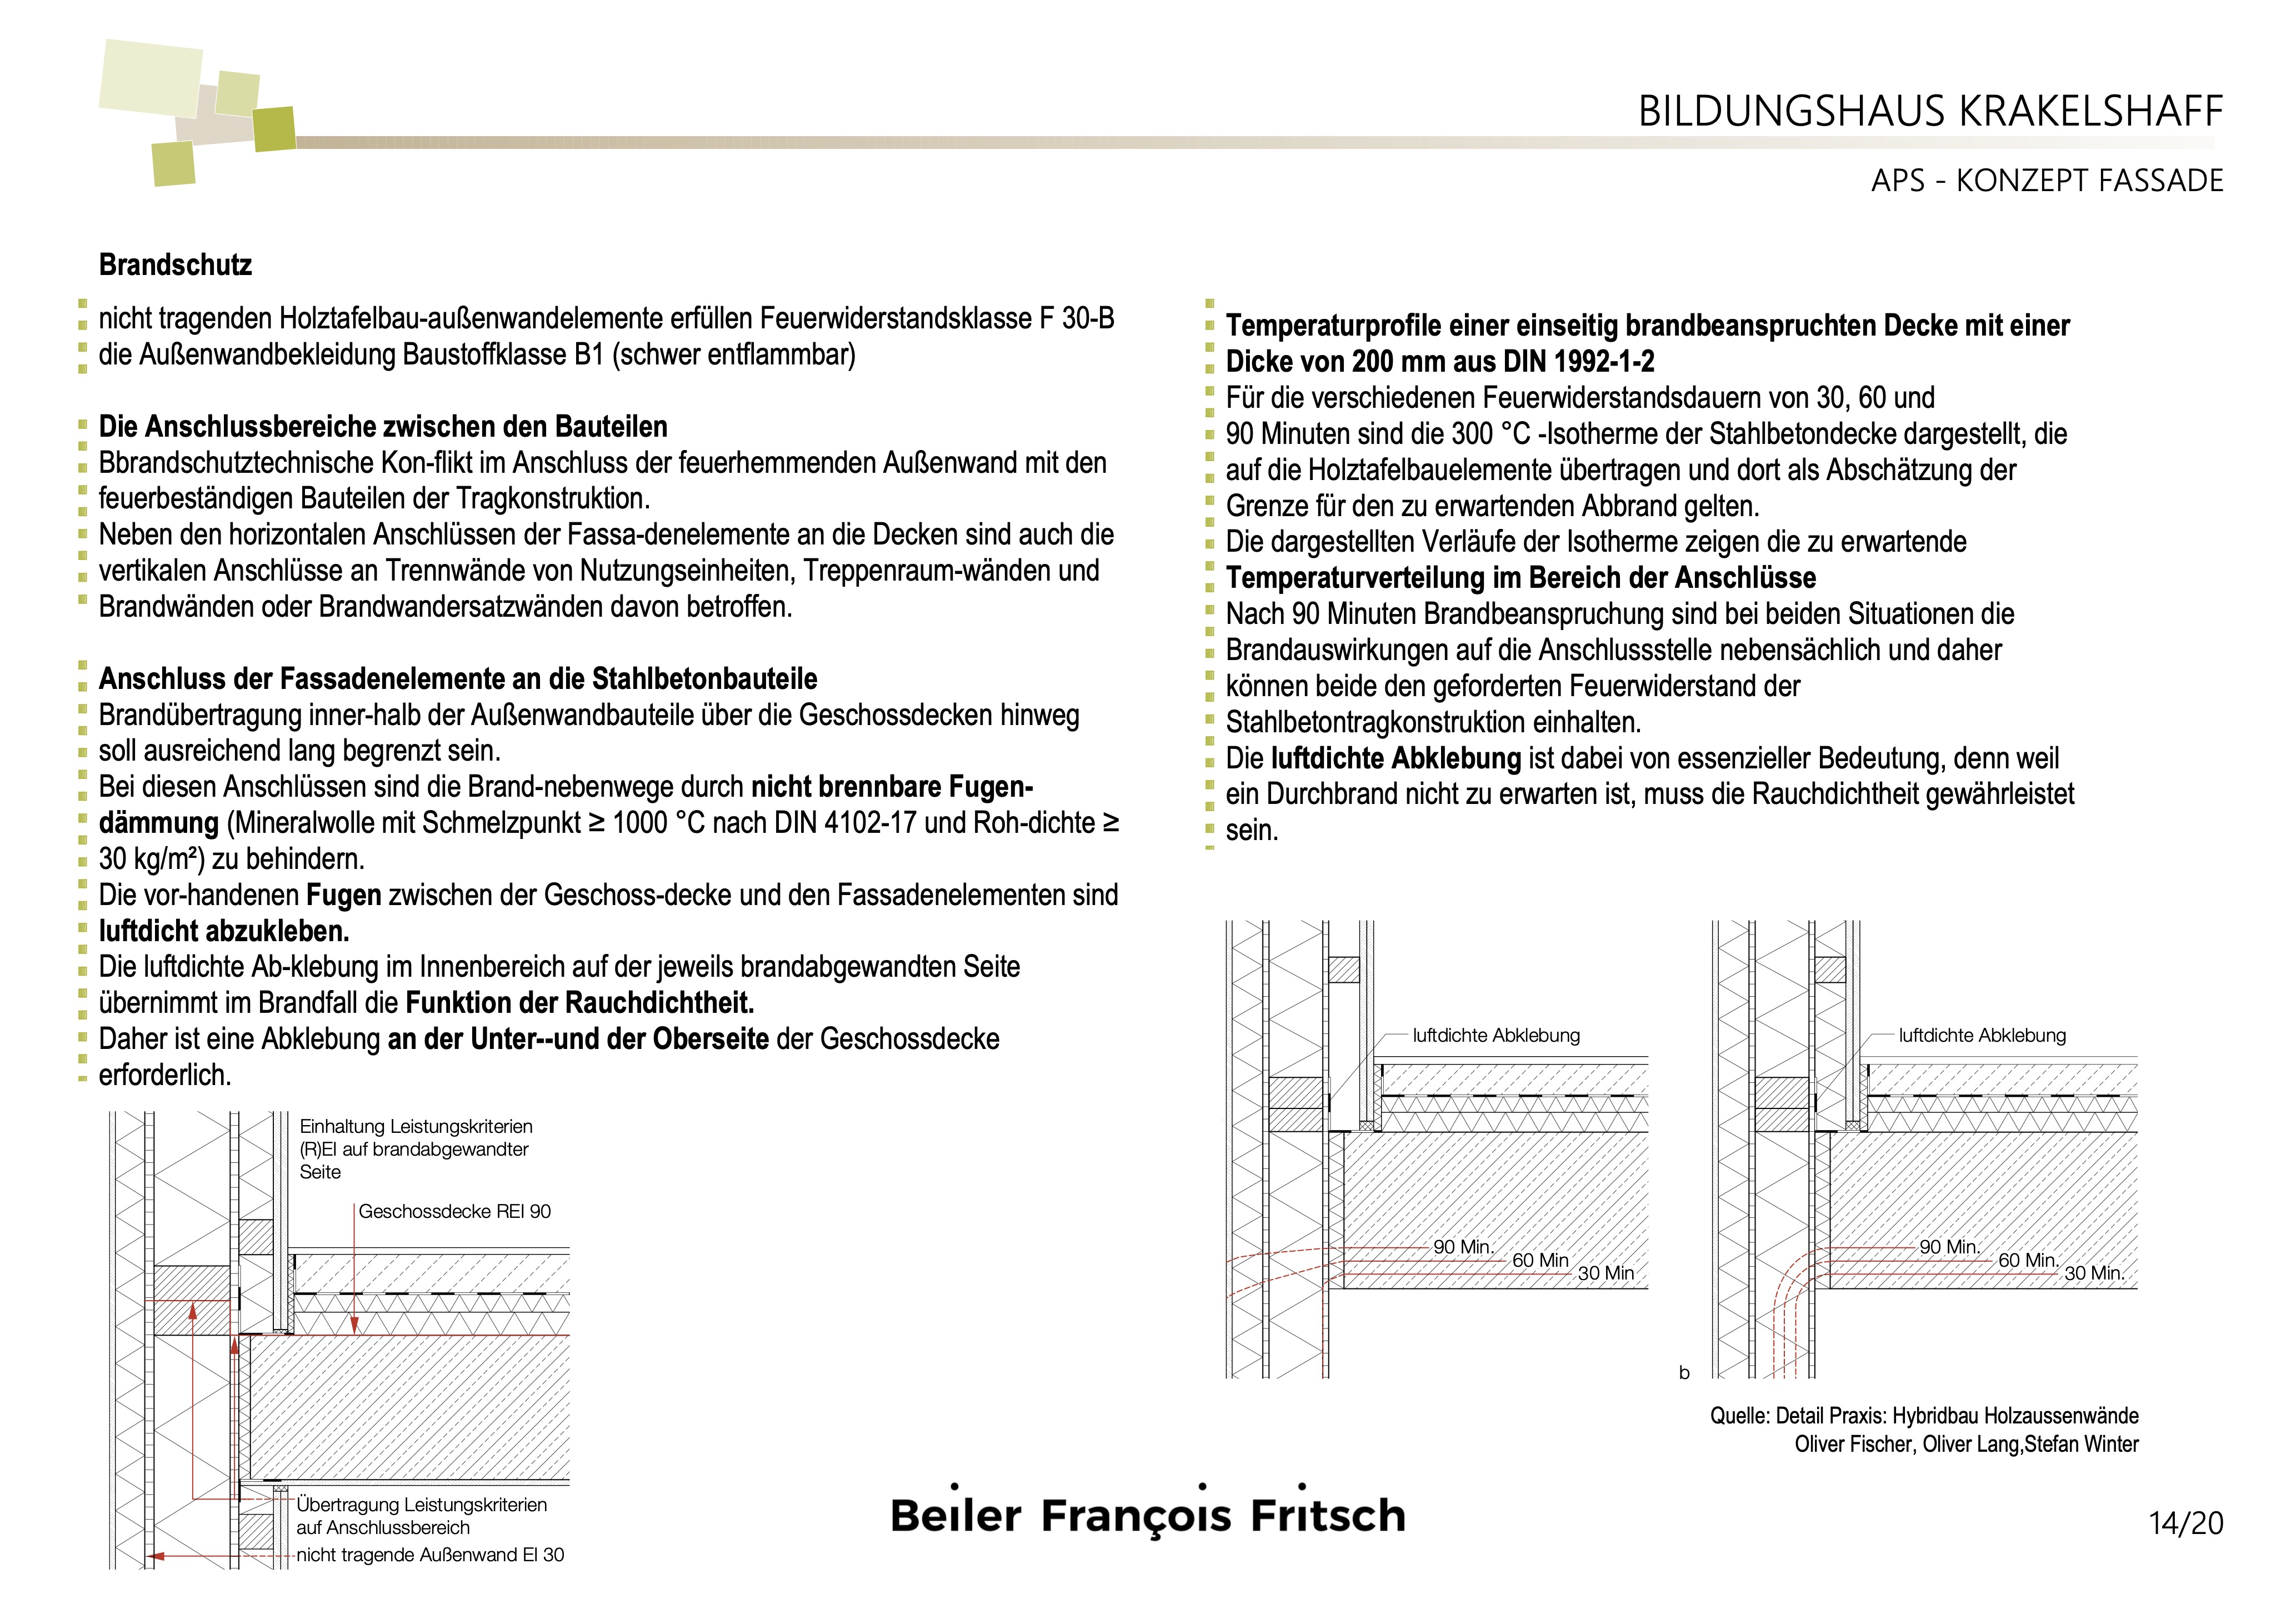 BILDUNGSHAUS KRAKELSHAFF
APS - KONZEPT FASSADE
Brandschutz
nicht tragenden Holztafelbau-außenwandelemente erfüllen Feuerwiderstandsklasse F 30-B
die Außenwandbekleidung Baustoffklasse B1 (schwer entflammbar)
Die Anschlussbereiche zwischen den Bauteilen
Bbrandschutztechnische Kon-flikt im Anschluss der feuerhemmenden Außenwand mit den
feuerbeständigen Bauteilen der Tragkonstruktion.
Neben den horizontalen Anschlüssen der Fassa-denelemente an die Decken sind auch die
vertikalen Anschlüsse an Trennwände von Nutzungseinheiten, Treppenraum-wänden und
Brandwänden oder Brandwandersatzwänden davon betroffen.
Anschluss der Fassadenelemente an die Stahlbetonbauteile
Brandübertragung inner-halb der Außenwandbauteile über die Geschossdecken hinweg
soll ausreichend lang begrenzt sein.
Bei diesen Anschlüssen sind die Brand-nebenwege durch nicht brennbare Fugen-
dämmung (Mineralwolle mit Schmelzpunkt ≥ 1000 °C nach DIN 4102-17 und Roh-dichte ≥
30 kg/m²) zu behindern.
Die vor-handenen Fugen zwischen der Geschoss-decke und den Fassadenelementen sind
luftdicht abzukleben.
Die luftdichte Ab-klebung im Innenbereich auf der jeweils brandabgewandten Seite
übernimmt im Brandfall die Funktion der Rauchdichtheit.
Daher ist eine Abklebung an der Unter--und der Oberseite der Geschossdecke
erforderlich.
Einhaltung Leistungskriterien
(R)EI auf brandabgewandter
Seite
Geschossdecke REI 90
Übertragung Leistungskriterien
auf Anschlussbereich
nicht tragende Außenwand EI 30
Temperaturprofile einer einseitig brandbeanspruchten Decke mit einer
Dicke von 200 mm aus DIN 1992-1-2
Für die verschiedenen Feuerwiderstandsdauern von 30, 60 und
90 Minuten sind die 300 °C -Isotherme der Stahlbetondecke dargestellt, die
auf die Holztafelbauelemente übertragen und dort als Abschätzung der
Grenze für den zu erwartenden Abbrand gelten.
Die dargestellten Verläufe der Isotherme zeigen die zu erwartende
Temperaturverteilung im Bereich der Anschlüsse
Nach 90 Minuten Brandbeanspruchung sind bei beiden Situationen die
Brandauswirkungen auf die Anschlussstelle nebensächlich und daher
können beide den geforderten Feuerwiderstand der
Stahlbetontragkonstruktion einhalten.
Die luftdichte Abklebung ist dabei von essenzieller Bedeutung, denn weil
ein Durchbrand nicht zu erwarten ist, muss die Rauchdichtheit gewährleistet
sein.
luftdichte Abklebung
90 Min.
60 Min
30 Min
luftdichte Abklebung
90 Min.
60 Min.
30 Min.
b
Quelle: Detail Praxis: Hybridbau Holzaussenwände
Oliver Fischer, Oliver Lang,Stefan Winter
Beiler François Fritsch
14/20